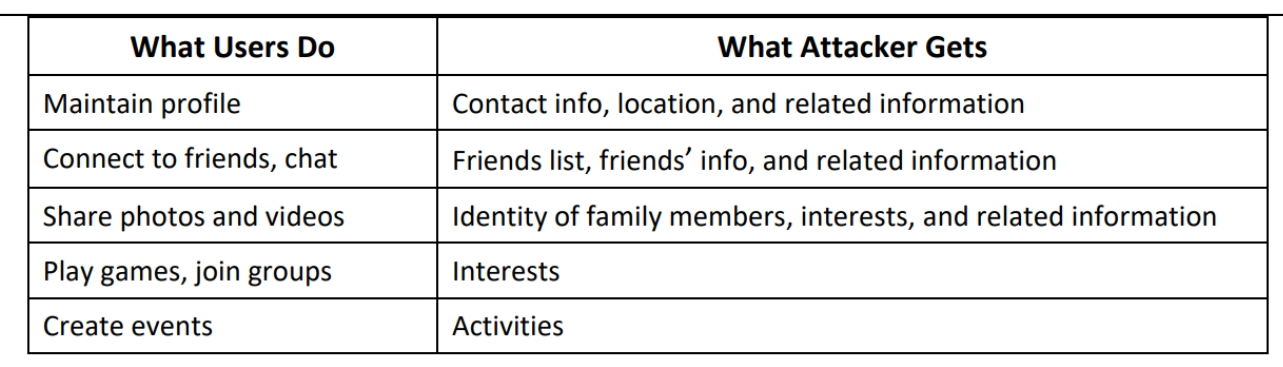 What Users Do What Attacker Gets
Maintain profile Contact info, location, and related information
Connect to friends, chat Friends list, friends’ info, and related information
Share photos and videos Identity of family members, interests, and related information
Play games, join groups Interests
Create events Activities